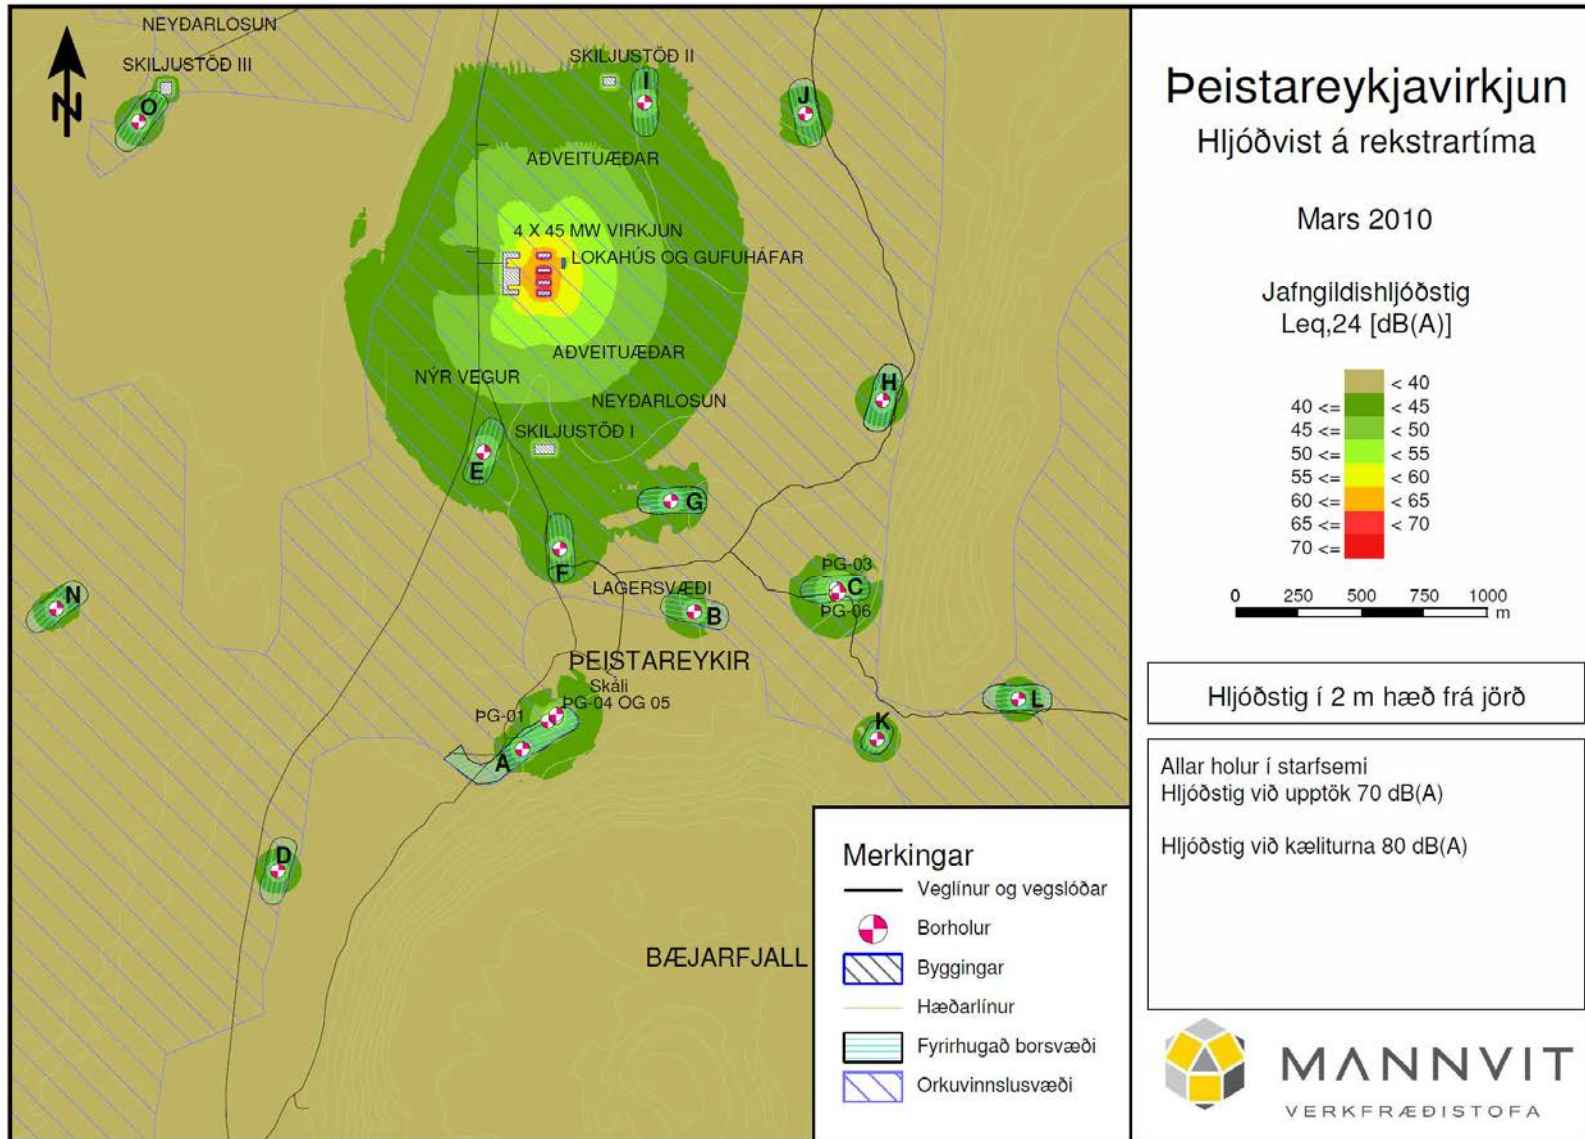 NEYÐARLOSUN
SKILJUSTÖÐ III
O
N
SKILJUSTÖÐ II
I
J
AÐVEITUÆÐAR
4 X 45 MW VIRKJUN
LOKAHÚS OG GUFUHÁFAR
AÐVEITUÆÐAR
NÝR VEGUR
NEYÐARLOSUN
SKILJUSTÖÐ I
H
E
G
F
ÞG-03
C
ÞG-06
LAGERSVÆÐI
B
N
ÞEISTAREYKIR
Skáli
ÞG-04 OG 05
ÞG-01
A
K
L
D
BÆJARFJALL
Merkingar
Veglínur og vegslóðar
Borholur
Byggingar
Hæðarlínur
Fyrirhugað borsvæði
Orkuvinnslusvæði
Þeistareykjavirkjun
Hljóðvist á rekstrartíma
Mars 2010
Jafngildishljóðstig
Leq,24 [dB(A)]
< 40
40 <= < 45
45 <= < 50
50 <= < 55
55 <= < 60
60 <= < 65
65 <= < 70
70 <=
0 250 500 750 1000
m
Hljóðstig í 2 m hæð frá jörð
Allar holur í starfsemi
Hljóðstig við upptök 70 dB(A)
Hljóðstig við kæliturna 80 dB(A)
MANNVIT
VERKFRÆÐISTOFA